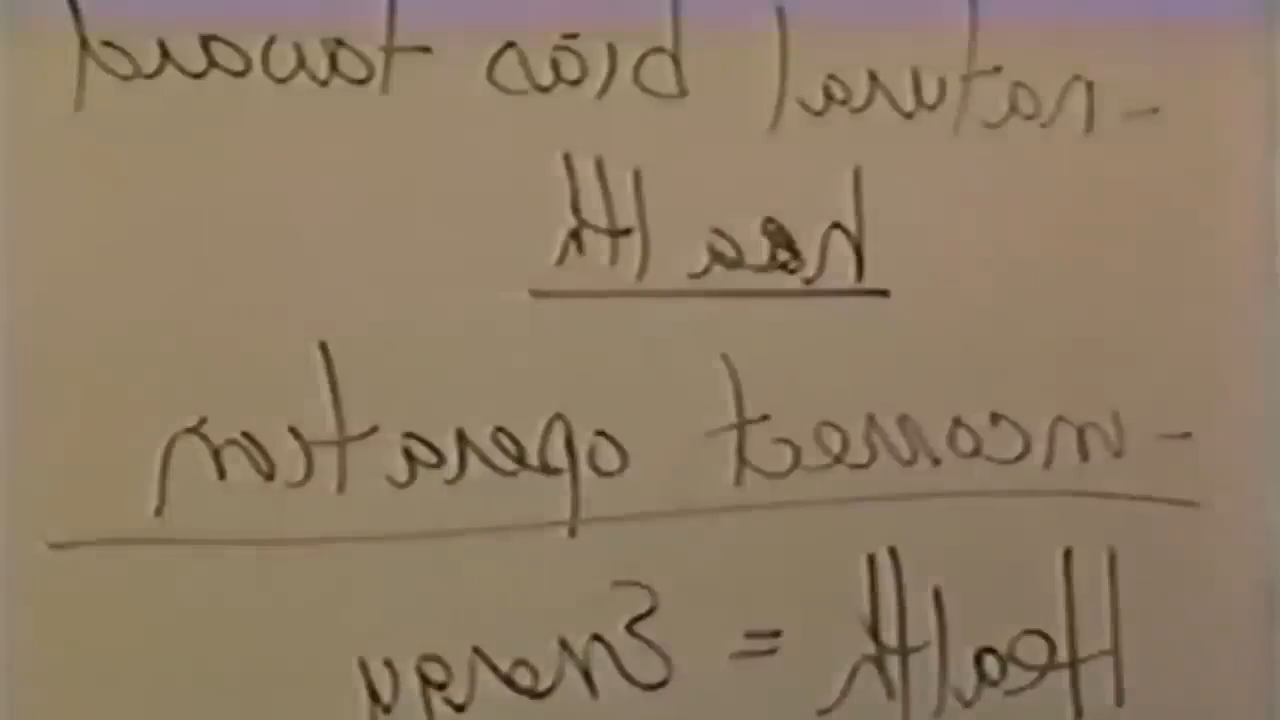 - natural bias toward
health
- incorrect operation
Health = Energy